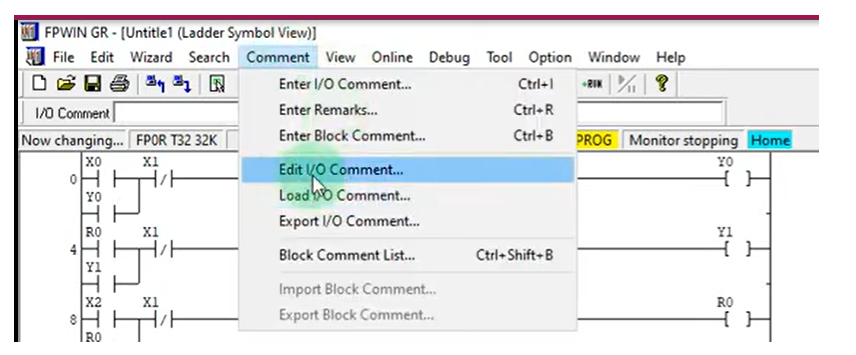 FPWIN GR - [Untitle1 (Ladder Symbol View)]
File Edit Wizard Search Comment View Online Debug Tool Option Window Help
I/O Comment
Now changing... FP0R T32 32K PROG Monitor stopping Home
Enter I/O Comment... Ctrl+I
Enter Remarks... Ctrl+R
Enter Block Comment... Ctrl+B
Edit I/O Comment...
Load I/O Comment...
Export I/O Comment...
Block Comment List... Ctrl+Shift+B
Import Block Comment...
Export Block Comment...
X0 X1 Y0
0
Y0
R0 X1 Y1
4
Y1
X2 X1 R0
8
R0